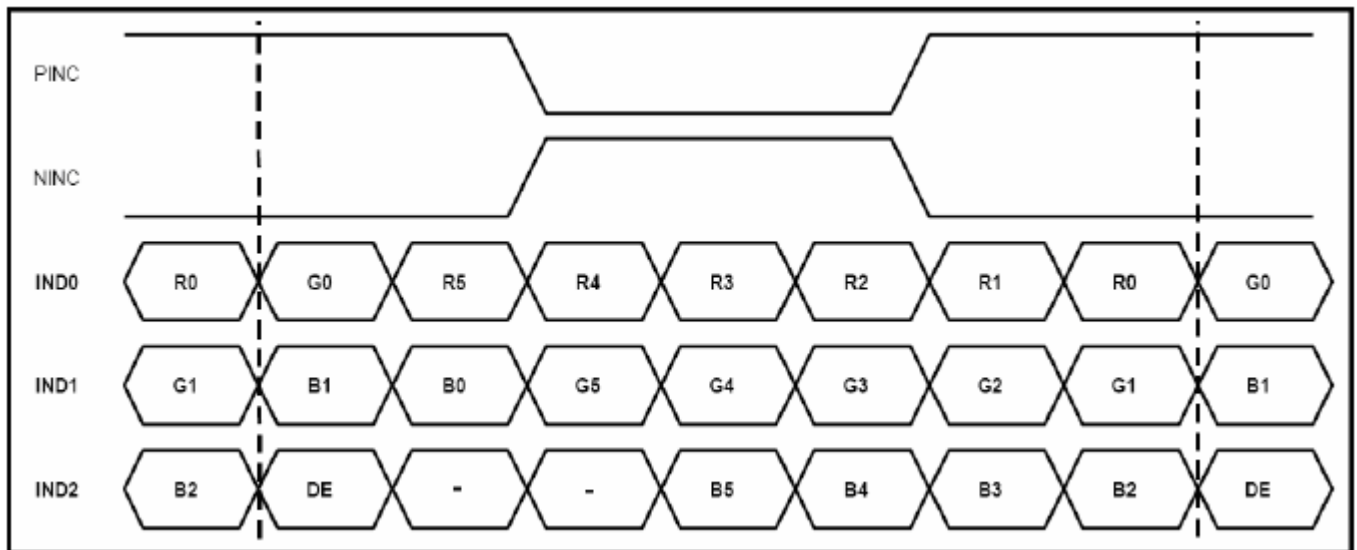 PINC
NINC
IND0 R0 G0 R5 R4 R3 R2 R1 R0 G0
IND1 G1 B1 B0 G5 G4 G3 G2 G1 B1
IND2 B2 DE - - B5 B4 B3 B2 DE